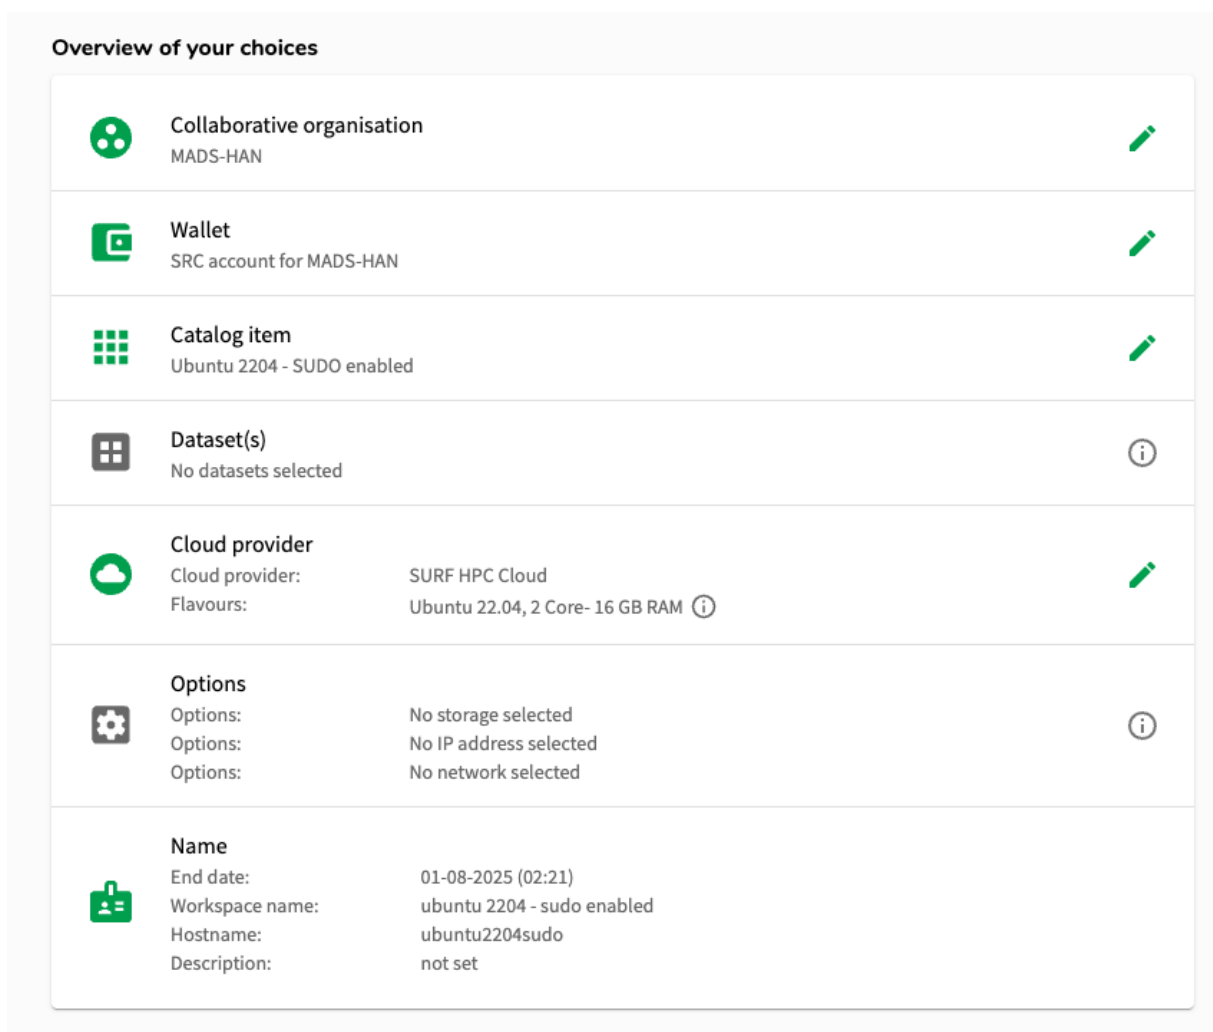 Overview of your choices
Collaborative organisation
MADS-HAN
Wallet
SRC account for MADS-HAN
Catalog item
Ubuntu 2204 - SUDO enabled
Dataset(s)
No datasets selected
Cloud provider
Cloud provider: SURF HPC Cloud
Flavours: Ubuntu 22.04, 2 Core- 16 GB RAM
Options
Options: No storage selected
Options: No IP address selected
Options: No network selected
Name
End date: 01-08-2025 (02:21)
Workspace name: ubuntu 2204 - sudo enabled
Hostname: ubuntu2204sudo
Description: not set